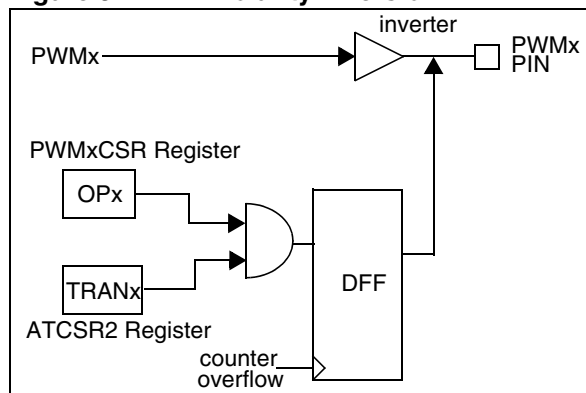 inverter
PWMx
PWMx
PIN
PWMxCSR Register
OPx
TRANx
DFF
ATCSR2 Register
counter
overflow